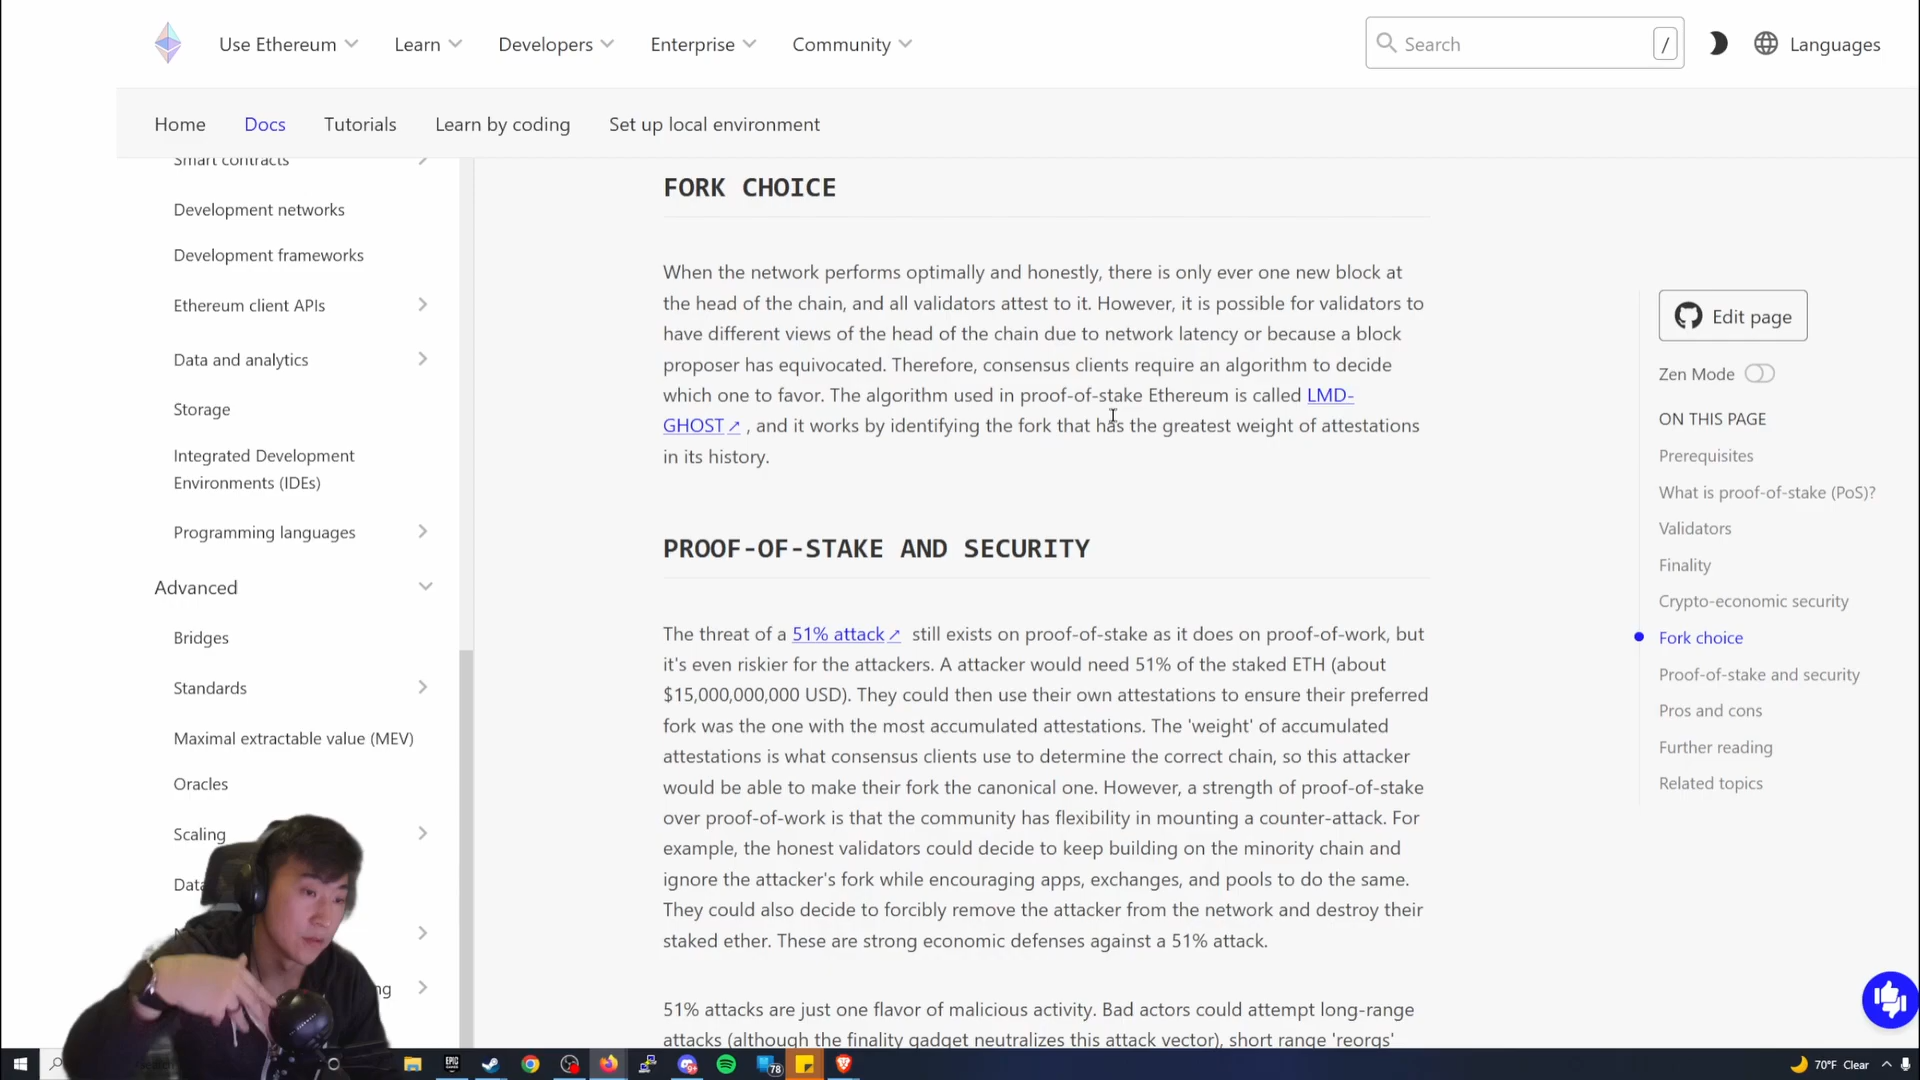 Use Ethereum
Learn
Developers
Enterprise
Community
Search
/
Languages
Home
Docs
Tutorials
Learn by coding
Set up local environment
Smart contracts
Development networks
Development frameworks
Ethereum client APIs
Data and analytics
Storage
Integrated Development
Environments (IDEs)
Programming languages
Advanced
Bridges
Standards
Maximal extractable value (MEV)
Oracles
Scaling
Data
ng
FORK CHOICE
When the network performs optimally and honestly, there is only ever one new block at
the head of the chain, and all validators attest to it. However, it is possible for validators to
have different views of the head of the chain due to network latency or because a block
proposer has equivocated. Therefore, consensus clients require an algorithm to decide
which one to favor. The algorithm used in proof-of-stake Ethereum is called LMD-
GHOST ↗ , and it works by identifying the fork that has the greatest weight of attestations
in its history.
PROOF-OF-STAKE AND SECURITY
The threat of a 51% attack ↗ still exists on proof-of-stake as it does on proof-of-work, but
it's even riskier for the attackers. A attacker would need 51% of the staked ETH (about
$15,000,000,000 USD). They could then use their own attestations to ensure their preferred
fork was the one with the most accumulated attestations. The 'weight' of accumulated
attestations is what consensus clients use to determine the correct chain, so this attacker
would be able to make their fork the canonical one. However, a strength of proof-of-stake
over proof-of-work is that the community has flexibility in mounting a counter-attack. For
example, the honest validators could decide to keep building on the minority chain and
ignore the attacker's fork while encouraging apps, exchanges, and pools to do the same.
They could also decide to forcibly remove the attacker from the network and destroy their
staked ether. These are strong economic defenses against a 51% attack.
51% attacks are just one flavor of malicious activity. Bad actors could attempt long-range
attacks (although the finality gadget neutralizes this attack vector), short range 'reorgs'
Edit page
Zen Mode
ON THIS PAGE
Prerequisites
What is proof-of-stake (PoS)?
Validators
Finality
Crypto-economic security
Fork choice
Proof-of-stake and security
Pros and cons
Further reading
Related topics
EPIC
78
70°F Clear